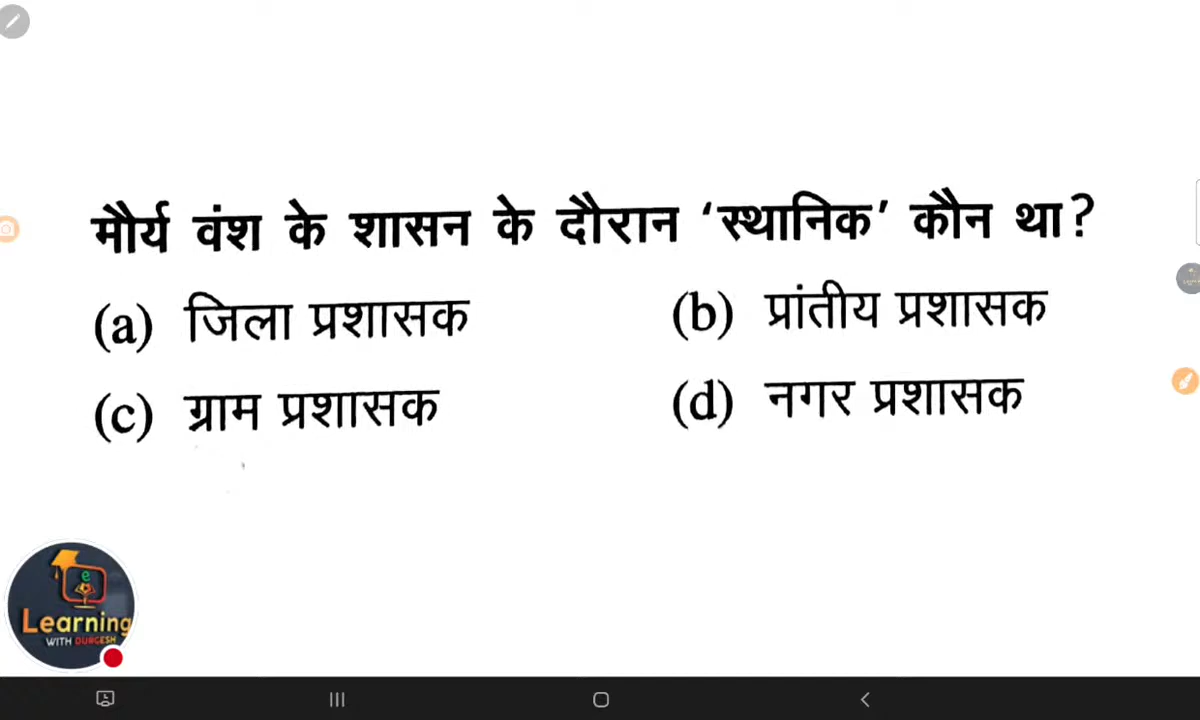 मौर्य वंश के शासन के दौरान ‘स्थानिक’ कौन था?
(a) जिला प्रशासक (b) प्रांतीय प्रशासक
(c) ग्राम प्रशासक (d) नगर प्रशासक
e
Learning
WITH DURGESH